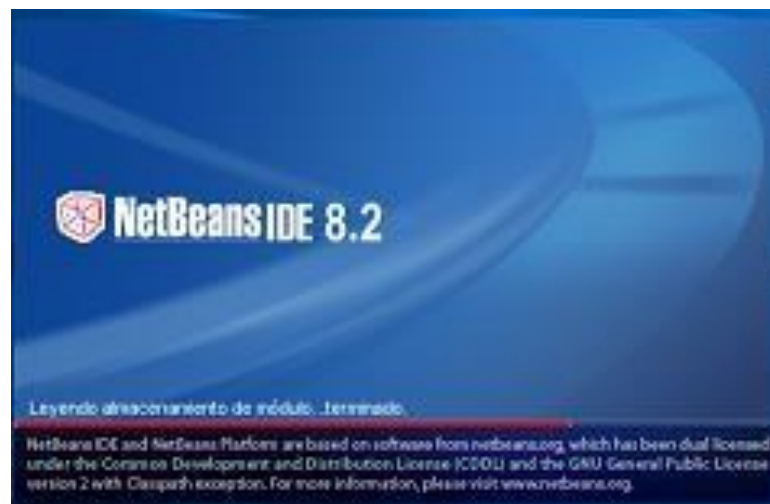 NetBeans IDE 8.2
Leyendo almacenamiento de módulo...terminado.
NetBeans IDE and NetBeans Platform are based on software from netbeans.org, which has been dual licensed
under the Common Development and Distribution License (CDDL) and the GNU General Public License
version 2 with Classpath exception. For more information, please visit www.netbeans.org.